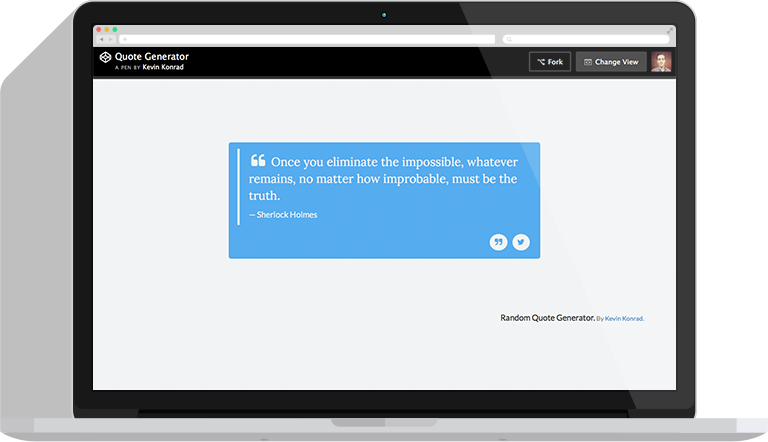 Quote Generator
A PEN BY Kevin Konrad
Fork
Change View
“ Once you eliminate the impossible, whatever
remains, no matter how improbable, must be the
truth.
— Sherlock Holmes
”
Random Quote Generator. By Kevin Konrad.